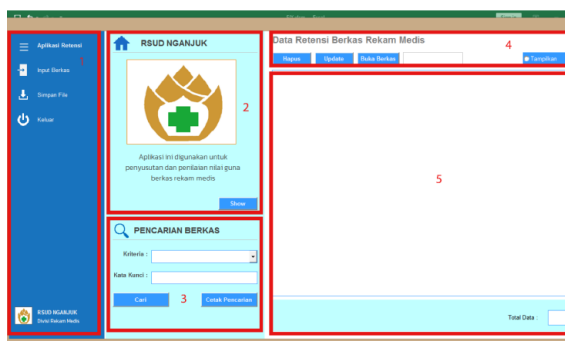 Aplikasi Retensi
1
Input Berkas
Simpan File
Keluar
RSUD NGANJUK
Divisi Rekam Medis
RSUD NGANJUK
2
Aplikasi ini digunakan untuk
penyusutan dan penilaian nilai guna
berkas rekam medis
Show
PENCARIAN BERKAS
Kriteria :
Kata Kunci :
Cari
3
Cetak Pencarian
Data Retensi Berkas Rekam Medis
4
Hapus Update Buka Berkas
Tampilkan
5
Total Data :